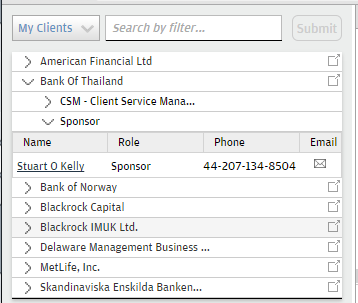 My Clients Search by filter... Submit
American Financial Ltd
Bank Of Thailand
CSM - Client Service Mana...
Sponsor
Name Role Phone Email
Stuart O Kelly Sponsor 44-207-134-8504
Bank of Norway
Blackrock Capital
Blackrock IMUK Ltd.
Delaware Management Business ...
MetLife, Inc.
Skandinaviska Enskilda Banken...